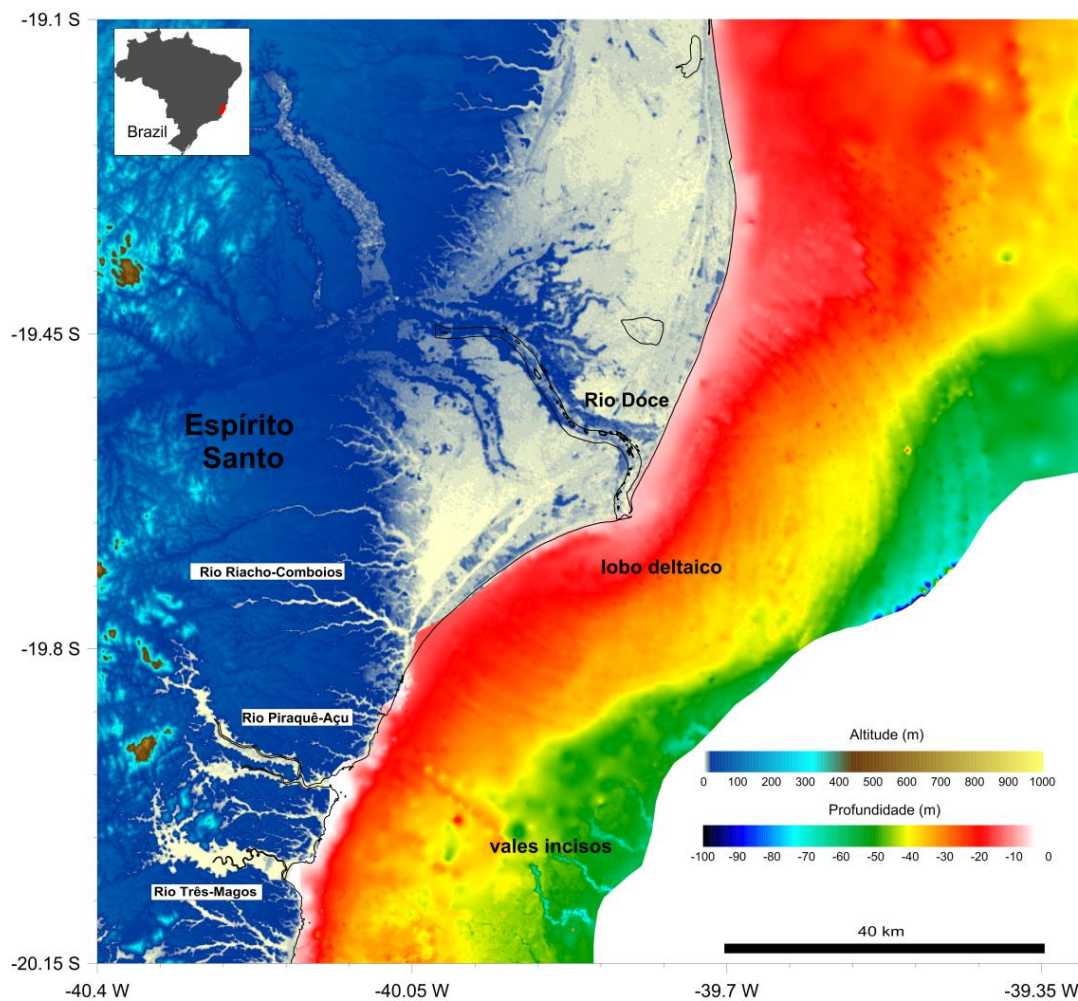 -19.1 S
Brazil
-19.45 S
Rio Doce
Espírito
Santo
lobo deltaico
Rio Riacho-Comboios
-19.8 S
Rio Piraquê-Açu
Altitude (m)
0 100 200 300 400 500 600 700 800 900 1000
Profundidade (m)
-100 -90 -80 -70 -60 -50 -40 -30 -20 -10 0
vales incisos
Rio Três-Magos
40 km
-20.15 S
-40.4 W -40.05 W -39.7 W -39.35 W